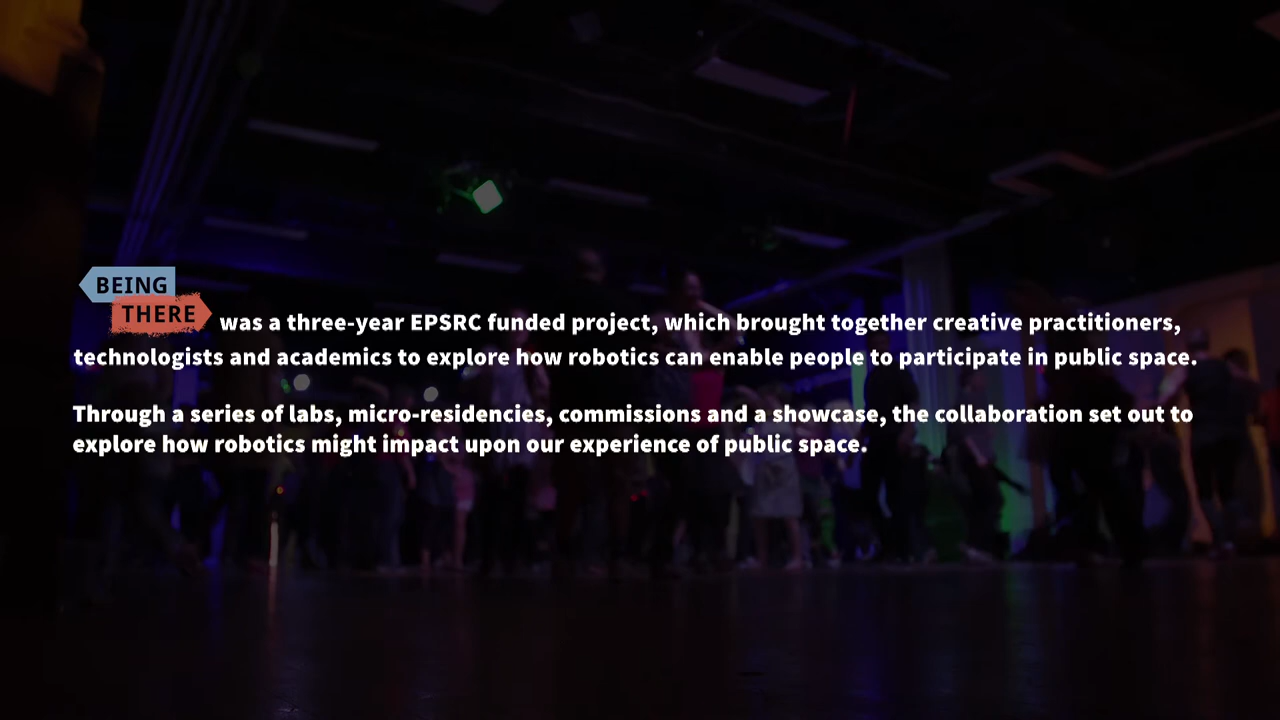 BEING
THERE was a three-year EPSRC funded project, which brought together creative practitioners,
technologists and academics to explore how robotics can enable people to participate in public space.
Through a series of labs, micro-residencies, commissions and a showcase, the collaboration set out to
explore how robotics might impact upon our experience of public space.